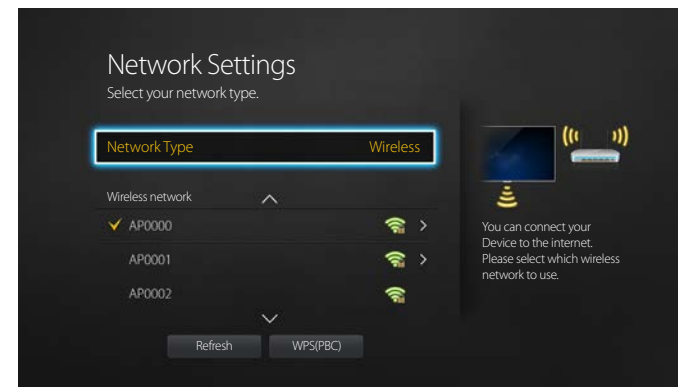 Network Settings
Select your network type.
Network Type Wireless
Wireless network
AP0000
AP0001
AP0002
Refresh WPS(PBC)
You can connect your
Device to the internet.
Please select which wireless
network to use.